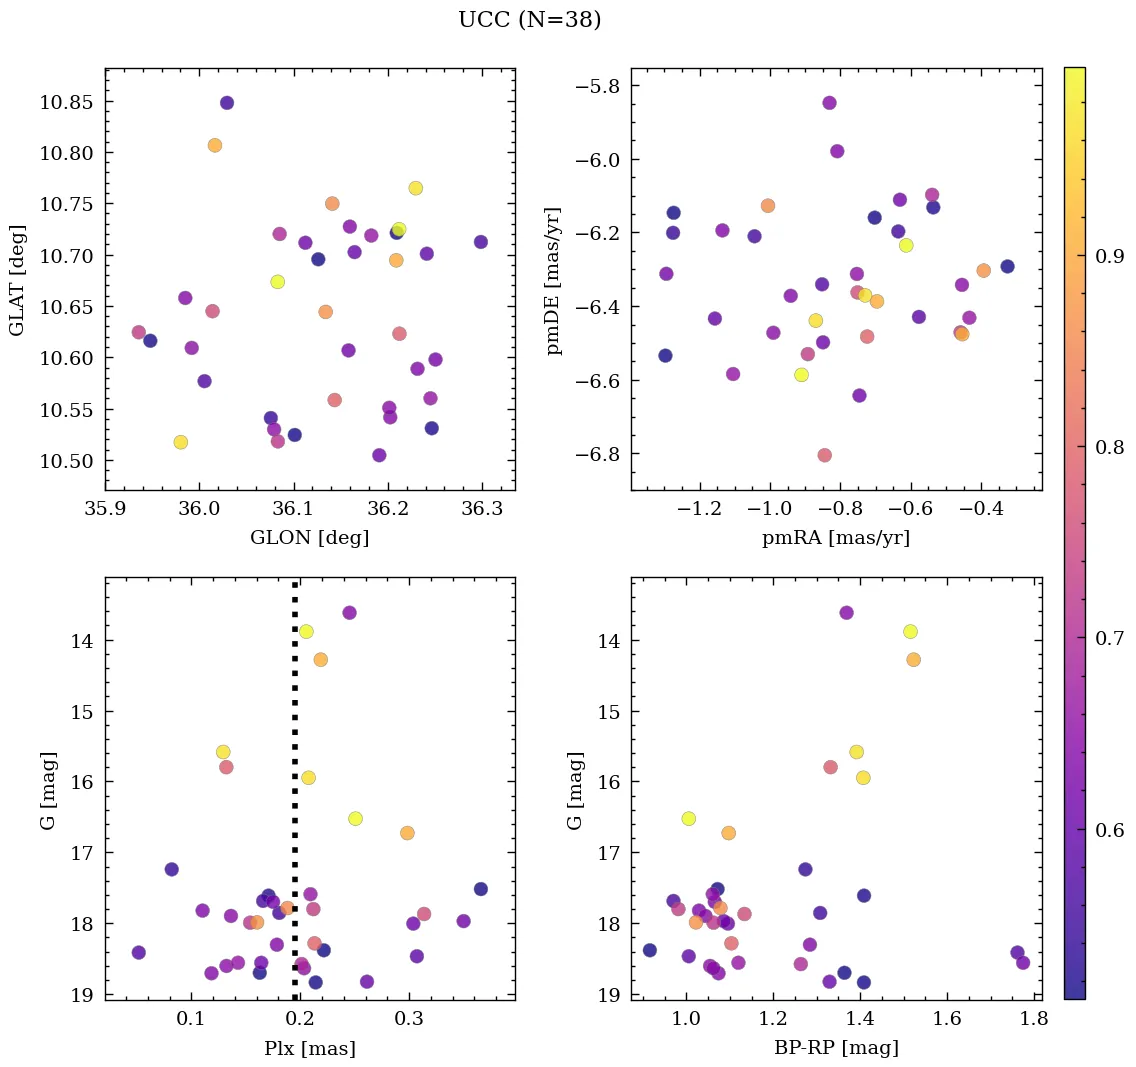 UCC (N=38)
10.85
10.80
10.75
10.70
10.65
10.60
10.55
10.50
GLAT [deg]
35.9 36.0 36.1 36.2 36.3
GLON [deg]
−5.8
−6.0
−6.2
−6.4
−6.6
−6.8
pmDE [mas/yr]
−1.2 −1.0 −0.8 −0.6 −0.4
pmRA [mas/yr]
0.9
0.8
0.7
0.6
14
15
16
17
18
19
G [mag]
0.1 0.2 0.3
Plx [mas]
14
15
16
17
18
19
G [mag]
1.0 1.2 1.4 1.6 1.8
BP-RP [mag]